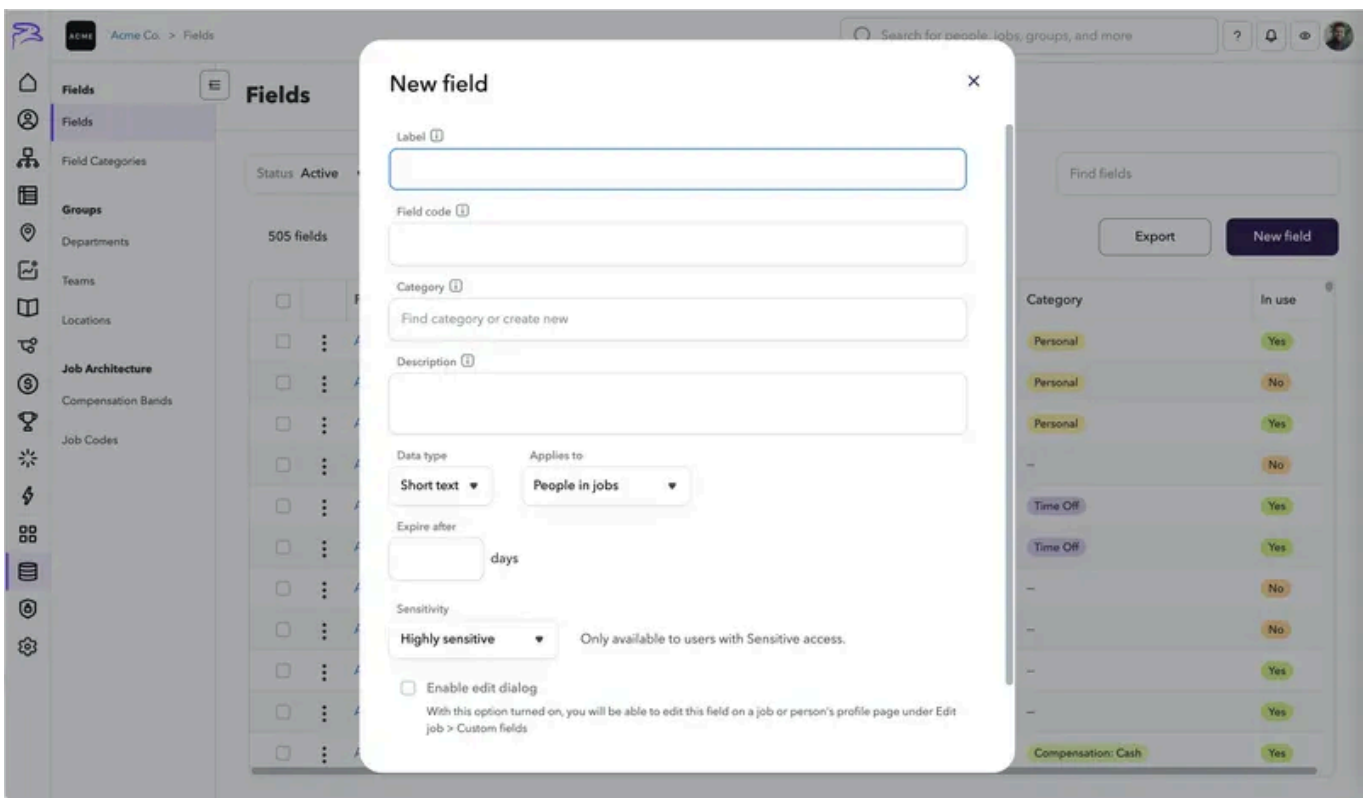 ACME
Acme Co. > Fields
Search for people, jobs, groups, and more
?
Fields
Fields
Field Categories
Groups
Departments
Teams
Locations
Job Architecture
Compensation Bands
Job Codes
Fields
Status Active
Find fields
505 fields
Export
New field
Category
In use
Personal
Yes
Personal
No
Personal
Yes
–
No
Time Off
Yes
Time Off
Yes
–
No
–
No
–
Yes
–
Yes
Compensation: Cash
Yes
New field
Label
Field code
Category
Find category or create new
Description
Data type
Applies to
Short text
People in jobs
Expire after
days
Sensitivity
Highly sensitive
Only available to users with Sensitive access.
Enable edit dialog
With this option turned on, you will be able to edit this field on a job or person's profile page under Edit
job > Custom fields